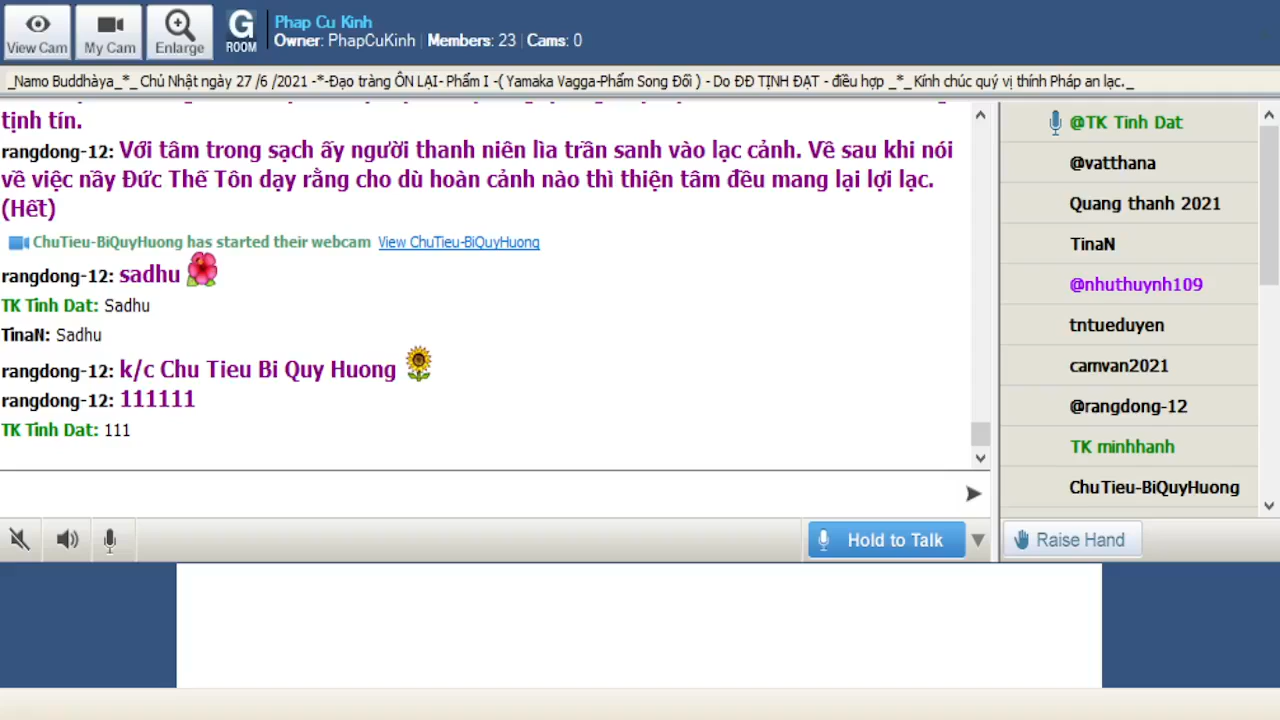 View Cam
My Cam
Enlarge
G
ROOM
Phap Cu Kinh
Owner: PhapCuKinh | Members: 23 | Cams: 0
_Namo Buddhàya_*_ Chủ Nhật ngày 27 /6 /2021 -*-Đạo tràng ÔN LẠI- Phẩm I -( Yamaka Vagga-Phẩm Song Đối ) - Do ĐĐ TỊNH ĐẠT - điều hợp _*_Kính chúc quý vị thính Pháp an lạc._
tịnh tín.
rangdong-12: Với tâm trong sạch ấy người thanh niên lìa trần sanh vào lạc cảnh. Về sau khi nói
về việc nầy Đức Thế Tôn dạy rằng cho dù hoàn cảnh nào thì thiện tâm đều mang lại lợi lạc.
(Hết)
ChuTieu-BiQuyHuong has started their webcam View ChuTieu-BiQuyHuong
rangdong-12: sadhu
TK Tinh Dat: Sadhu
TinaN: Sadhu
rangdong-12: k/c Chu Tieu Bi Quy Huong
rangdong-12: 111111
TK Tinh Dat: 111
@TK Tinh Dat
@vatthana
Quang thanh 2021
TinaN
@nhuthuynh109
tntueduyen
camvan2021
@rangdong-12
TK minhhanh
ChuTieu-BiQuyHuong
Hold to Talk
Raise Hand